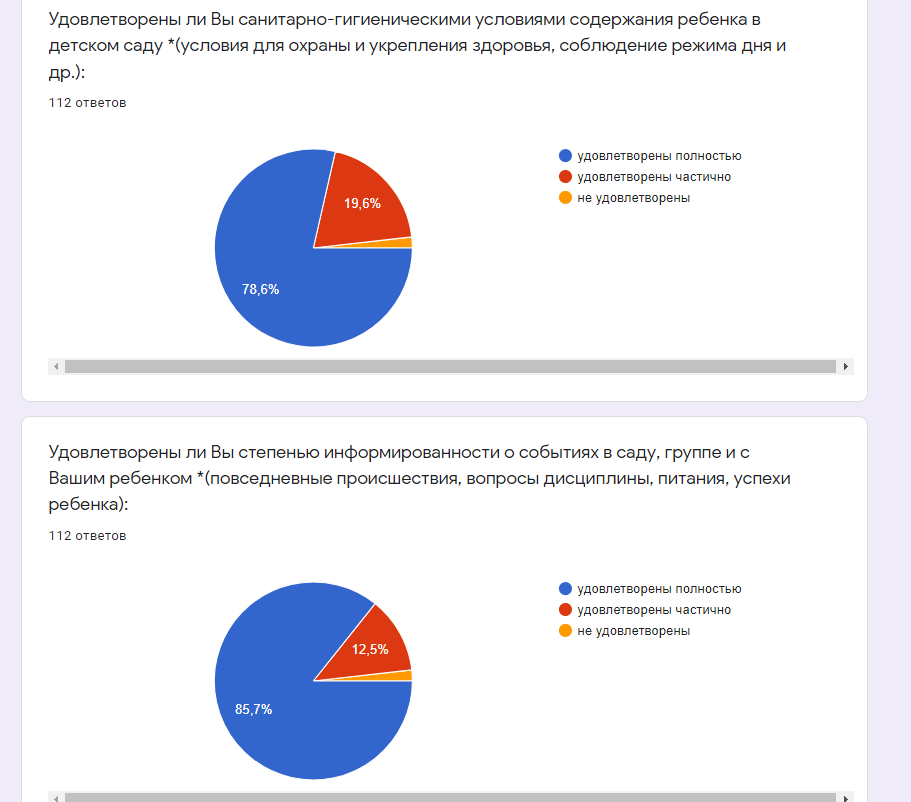 Удовлетворены ли Вы санитарно-гигиеническими условиями содержания ребенка в
детском саду *(условия для охраны и укрепления здоровья, соблюдение режима дня и
др.):
112 ответов
удовлетворены полностью
удовлетворены частично
не удовлетворены
19,6%
78,6%
Удовлетворены ли Вы степенью информированности о событиях в саду, группе и с
Вашим ребенком *(повседневные происшествия, вопросы дисциплины, питания, успехи
ребенка):
112 ответов
удовлетворены полностью
удовлетворены частично
не удовлетворены
12,5%
85,7%